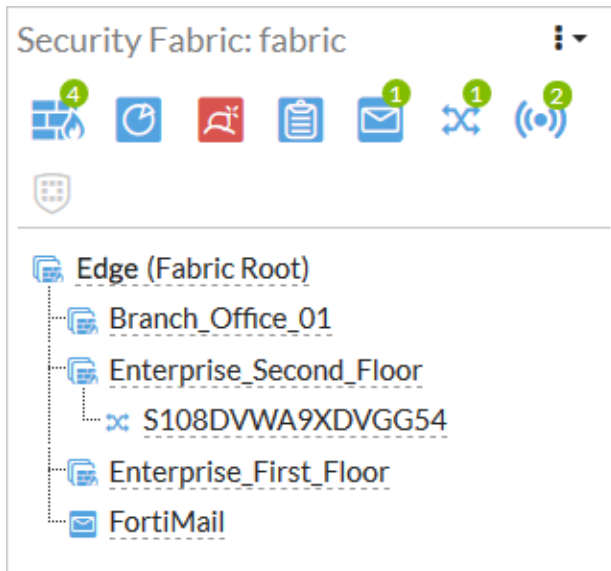 Security Fabric: fabric
4 1 1 2
Edge (Fabric Root)
Branch_Office_01
Enterprise_Second_Floor
S108DVWA9XDVGG54
Enterprise_First_Floor
FortiMail